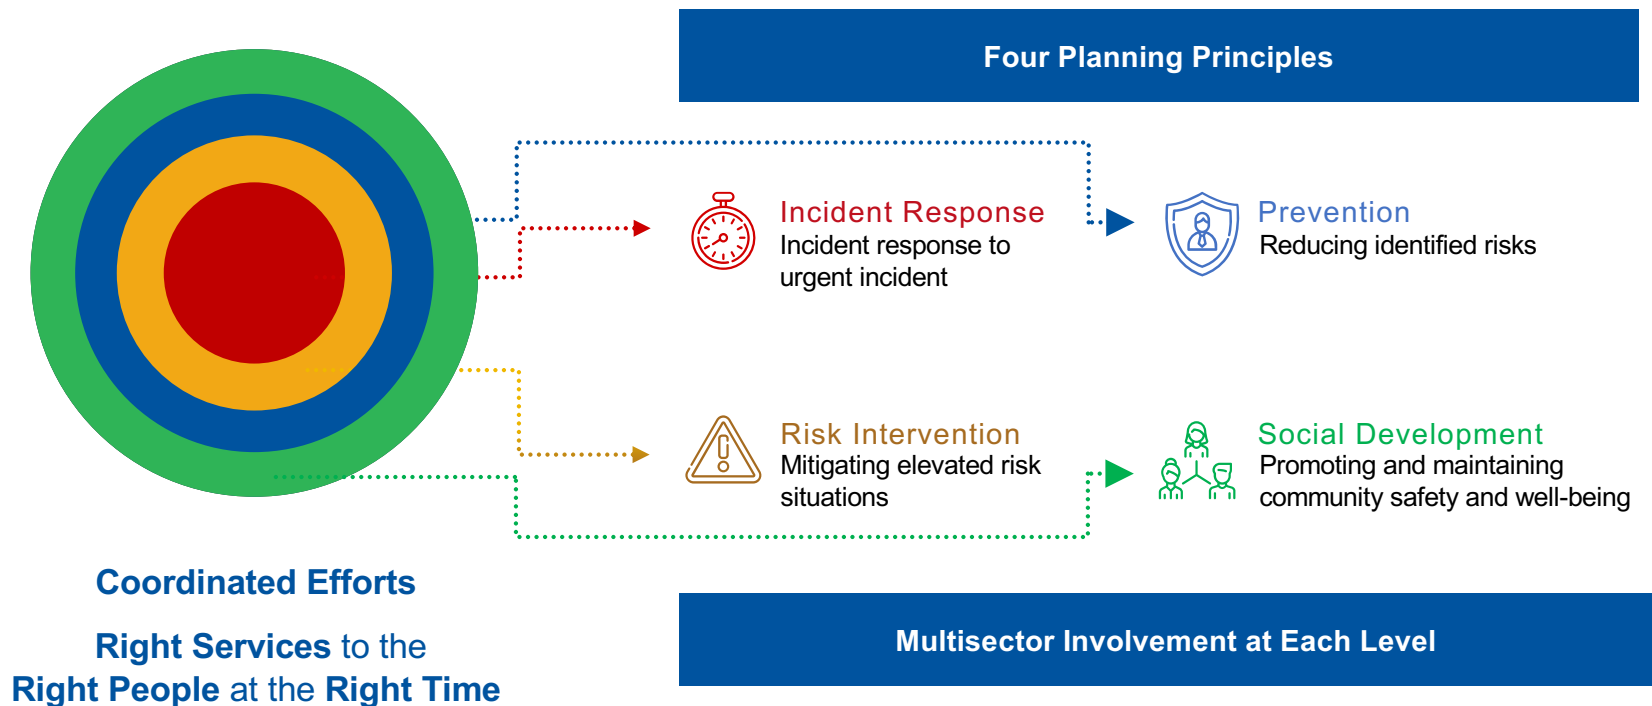 Four Planning Principles
Incident Response
Incident response to
urgent incident
Prevention
Reducing identified risks
Risk Intervention
Mitigating elevated risk
situations
Social Development
Promoting and maintaining
community safety and well-being
Coordinated Efforts
Right Services to the
Right People at the Right Time
Multisector Involvement at Each Level